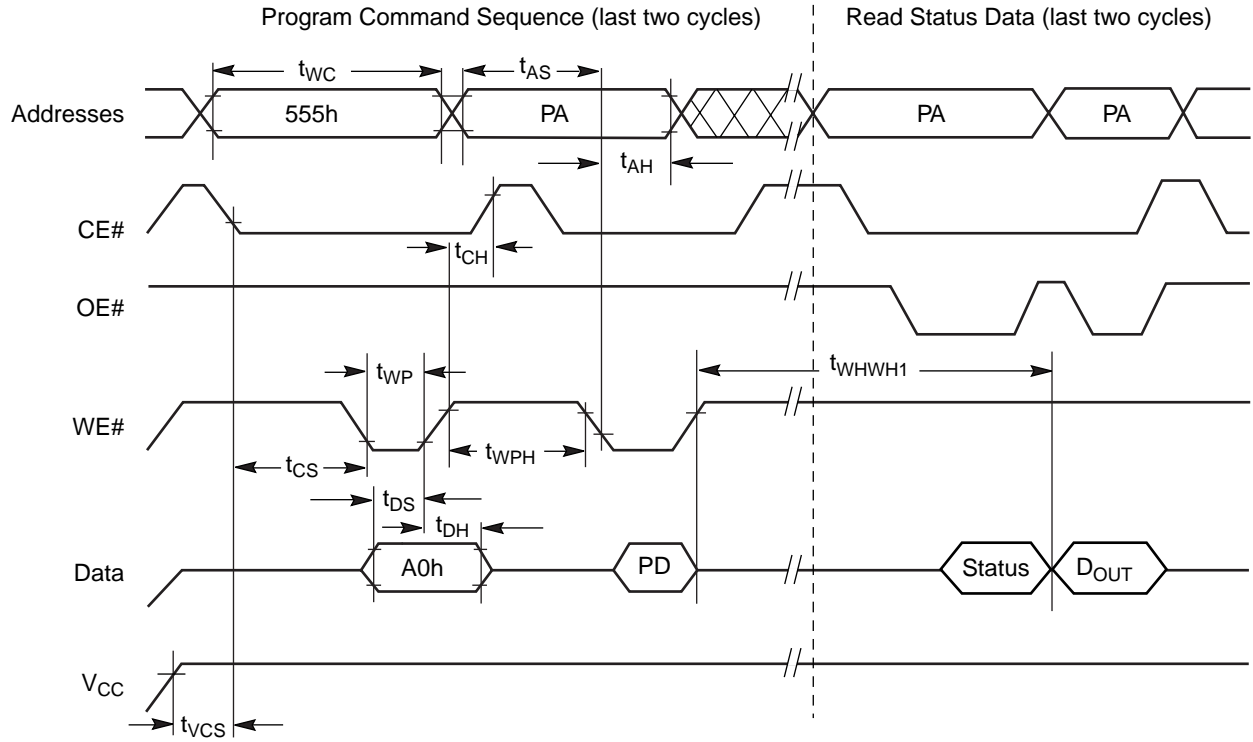 Program Command Sequence (last two cycles)
Read Status Data (last two cycles)
tWC
tAS
Addresses
555h
PA
PA
PA
tAH
CE#
tCH
OE#
tWHWH1
tWP
WE#
tWPH
tCS
tDS
tDH
Data
A0h
PD
Status
DOUT
VCC
tVCS